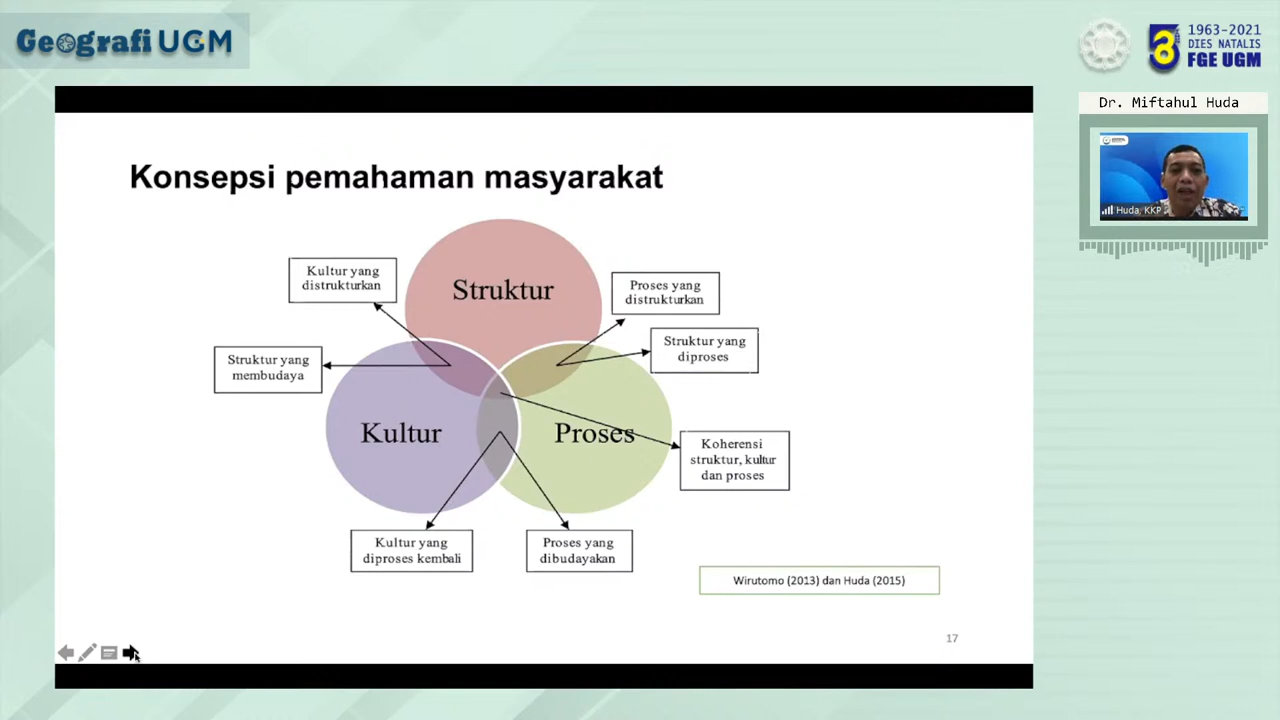 Geografi UGM
1963-2021
DIES NATALIS
FGE UGM
Dr. Miftahul Huda
Huda, KKP
Konsepsi pemahaman masyarakat
Struktur
Kultur yang
distrukturkan
Proses yang
distrukturkan
Struktur yang
diproses
Struktur yang
membudaya
Kultur
Proses
Koherensi
struktur, kultur
dan proses
Kultur yang
diproses kembali
Proses yang
dibudayakan
Wirutomo (2013) dan Huda (2015)
17